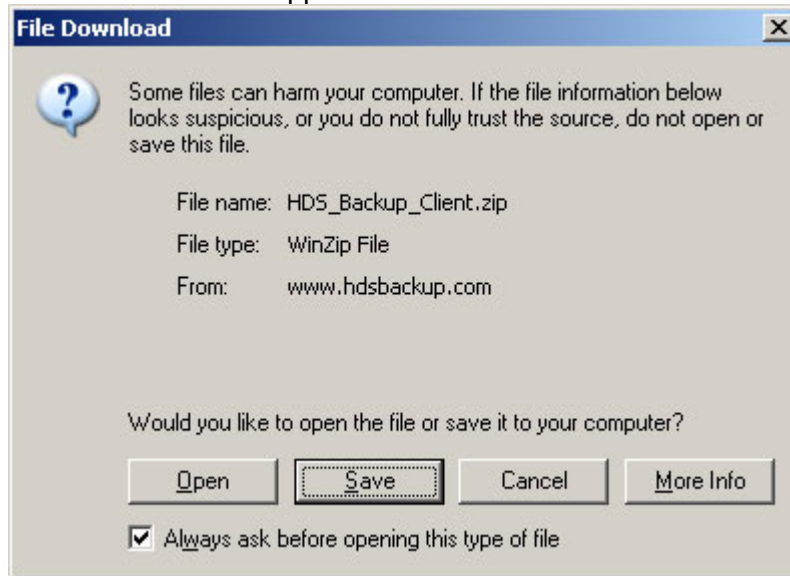 File Download
Some files can harm your computer. If the file information below
looks suspicious, or you do not fully trust the source, do not open or
save this file.
File name: HDS_Backup_Client.zip
File type: WinZip File
From: www.hdsbackup.com
Would you like to open the file or save it to your computer?
Open Save Cancel More Info
Always ask before opening this type of file